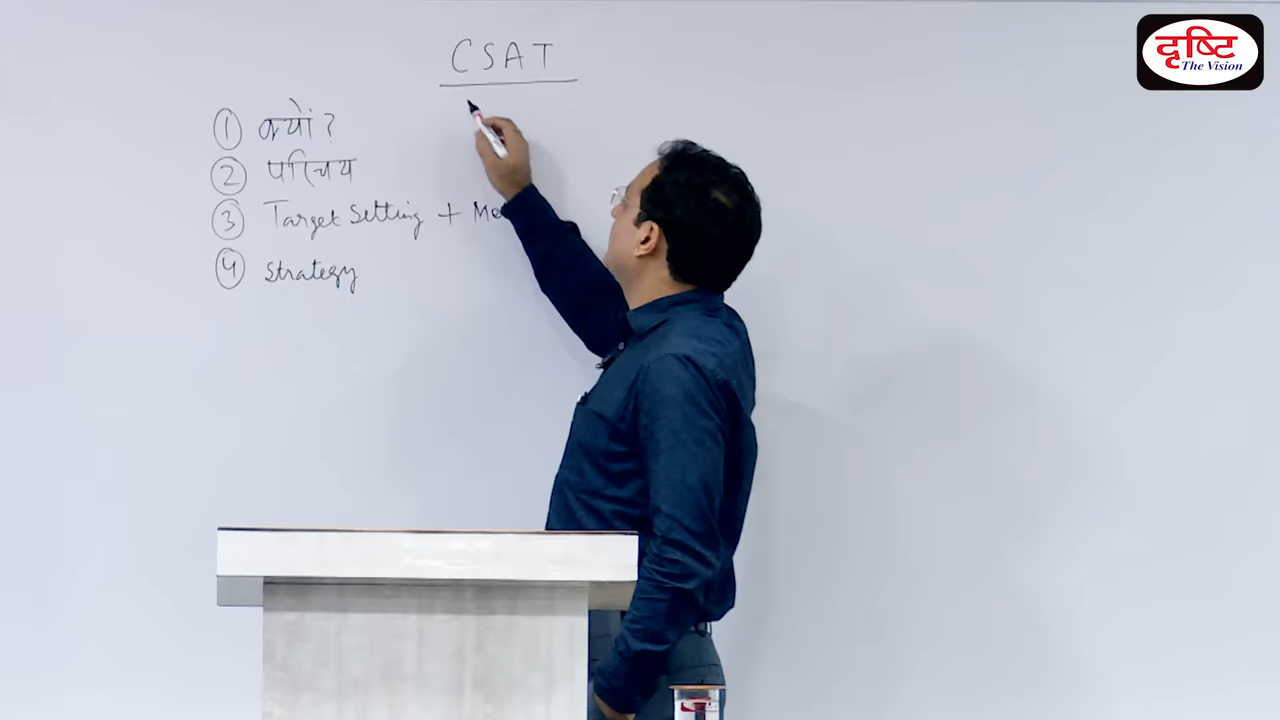 CSAT
① क्यों?
② परिचय
③ Target Setting + Me
④ Strategy
दृष्टि
The Vision